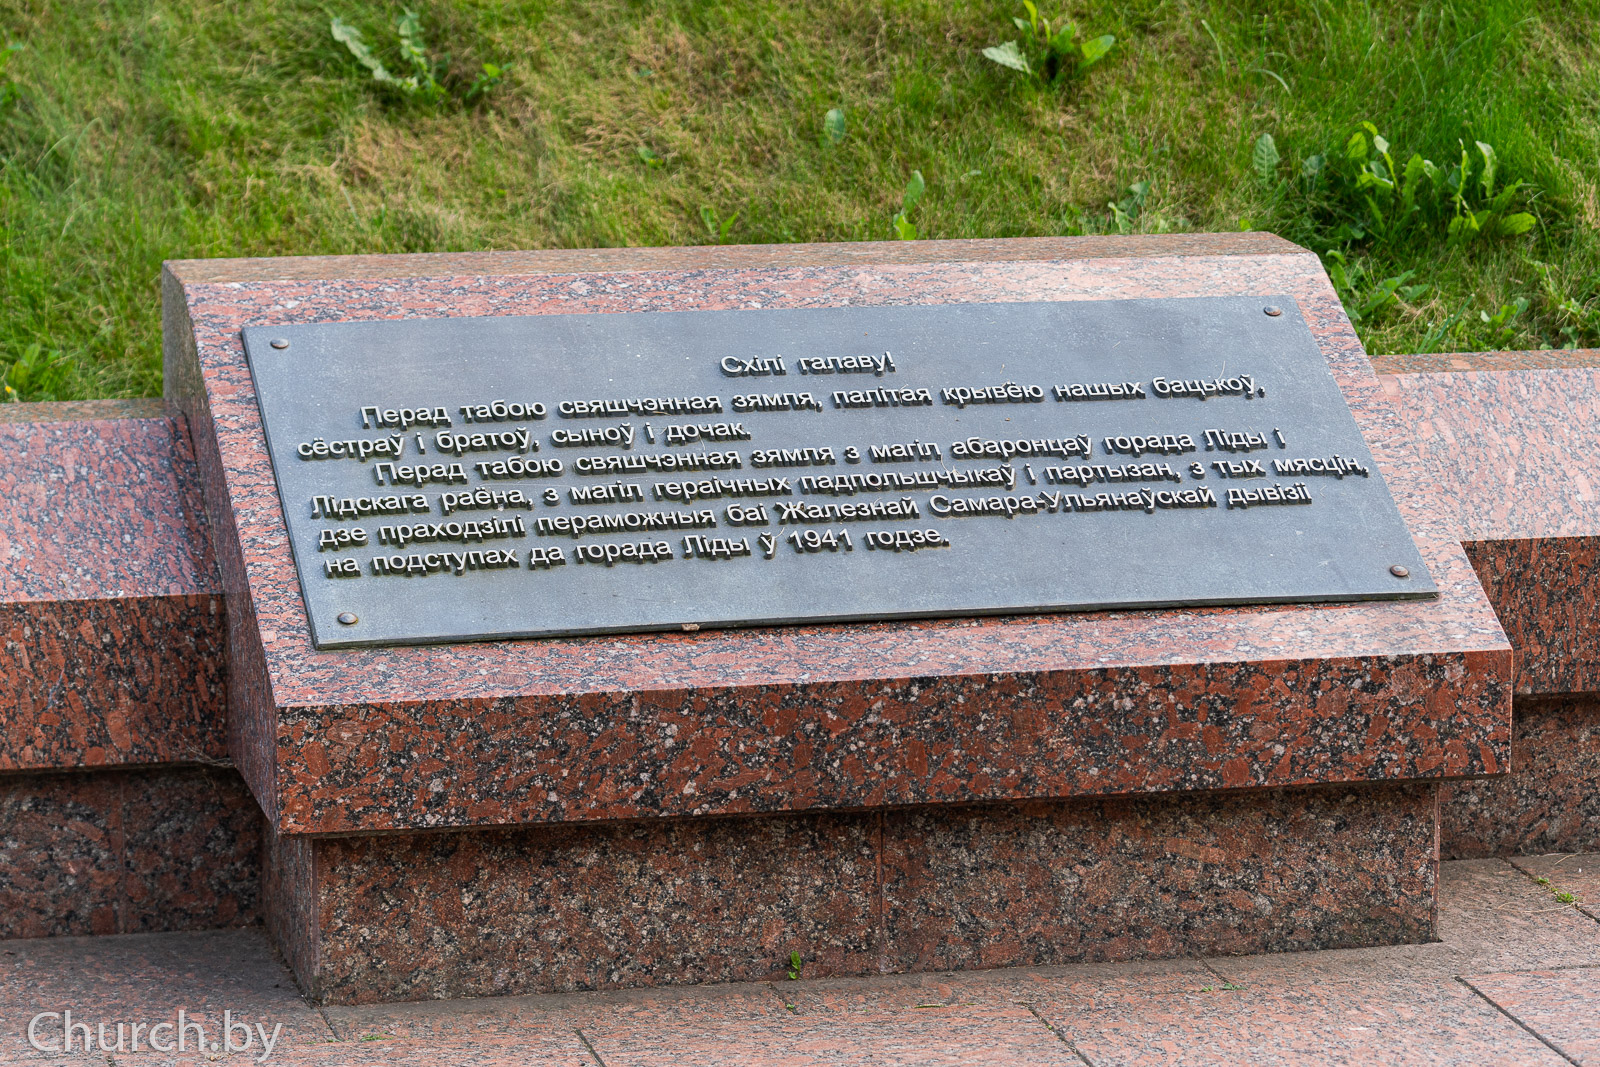 Схілі галаву!
Перад табою свяшчэнная зямля, палітая крывёю нашых бацькоў,
сёстраў і братоў, сыноў і дочак.
Перад табою свяшчэнная зямля з магіл абаронцаў горада Ліды і
Лідскага раёна, з магіл гераічных падпольшчыкаў і партызан, з тых мясцін,
дзе праходзілі пераможныя баі Жалезнай Самара-Ульянаўскай дывізіі
на подступах да горада Ліды ў 1941 годзе.
Church.by